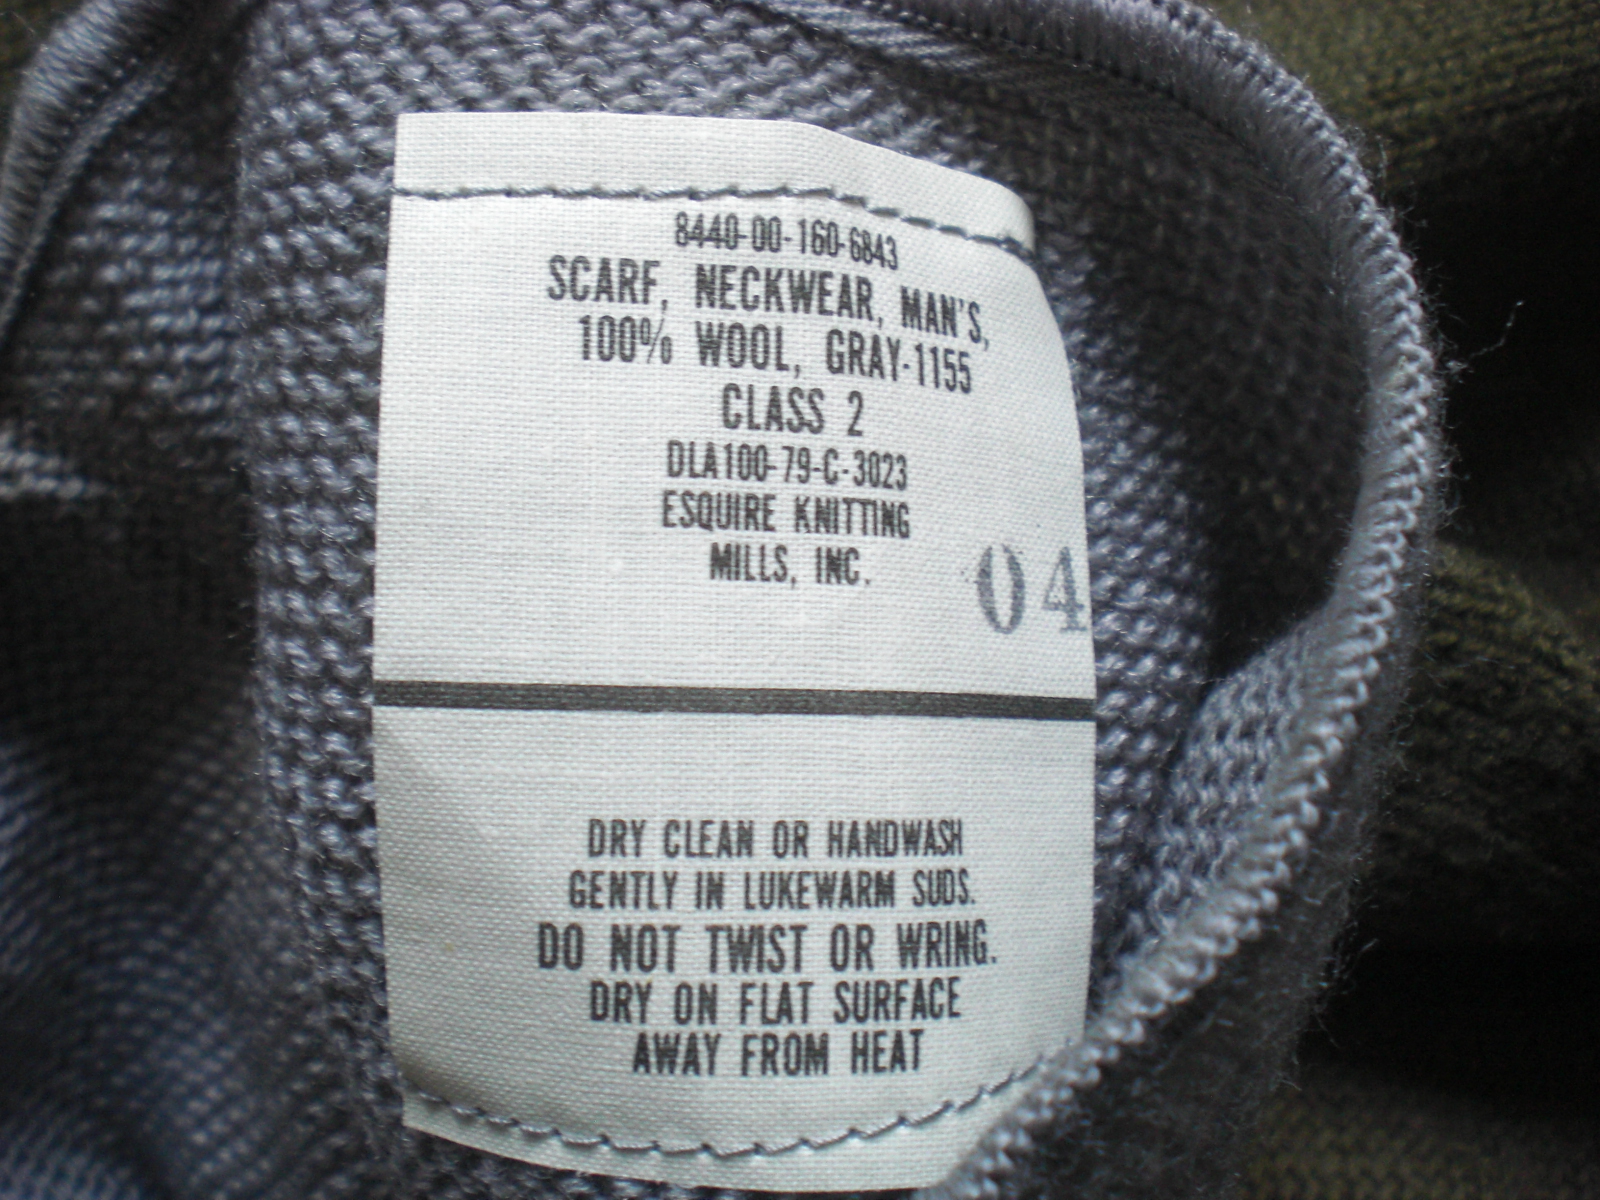 8440-00-160-6843
SCARF, NECKWEAR, MAN'S,
100% WOOL, GRAY-1155
CLASS 2
DLA100-79-C-3023
ESQUIRE KNITTING
MILLS, INC.
04
DRY CLEAN OR HANDWASH
GENTLY IN LUKEWARM SUDS.
DO NOT TWIST OR WRING.
DRY ON FLAT SURFACE
AWAY FROM HEAT